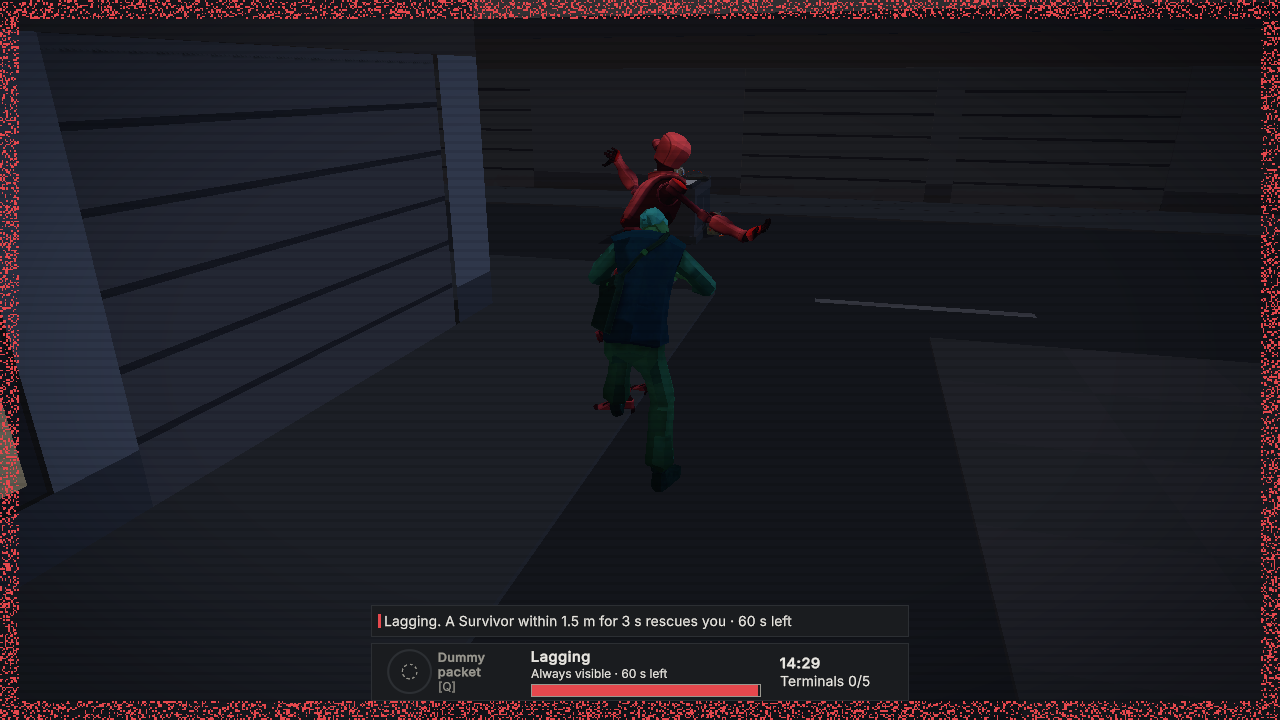 Lagging. A Survivor within 1.5 m for 3 s rescues you · 60 s left
Dummy
packet
[Q]
Lagging
Always visible · 60 s left
14:29
Terminals 0/5